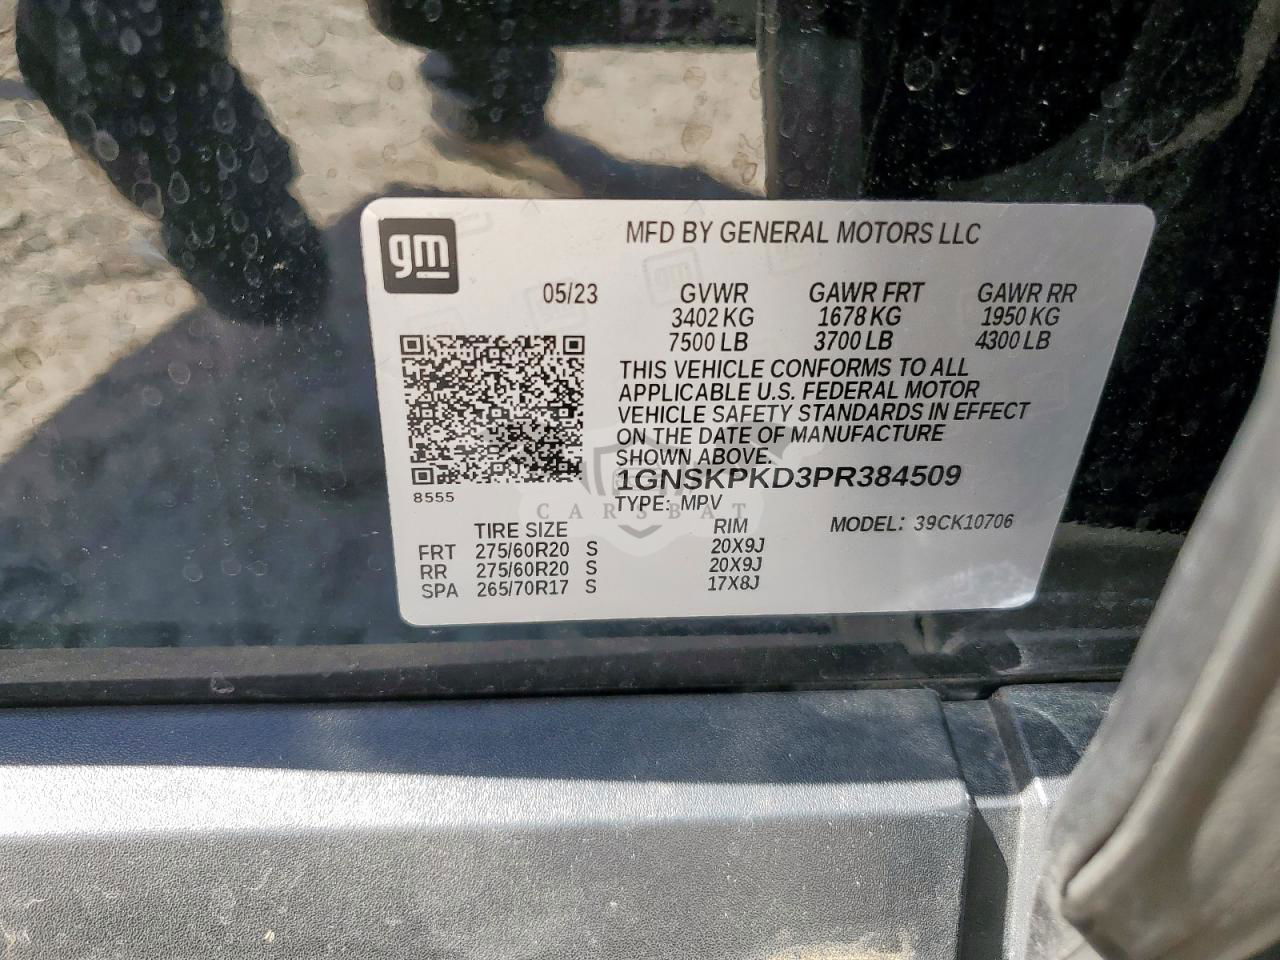 gm
MFD BY GENERAL MOTORS LLC
05/23 GVWR GAWR FRT GAWR RR
3402 KG 1678 KG 1950 KG
7500 LB 3700 LB 4300 LB
THIS VEHICLE CONFORMS TO ALL
APPLICABLE U.S. FEDERAL MOTOR
VEHICLE SAFETY STANDARDS IN EFFECT
ON THE DATE OF MANUFACTURE
SHOWN ABOVE.
1GNSKPKD3PR384509
8555
TYPE: MPV
CARSBAT
TIRE SIZE RIM MODEL: 39CK10706
FRT 275/60R20 S 20X9J
RR 275/60R20 S 20X9J
SPA 265/70R17 S 17X8J